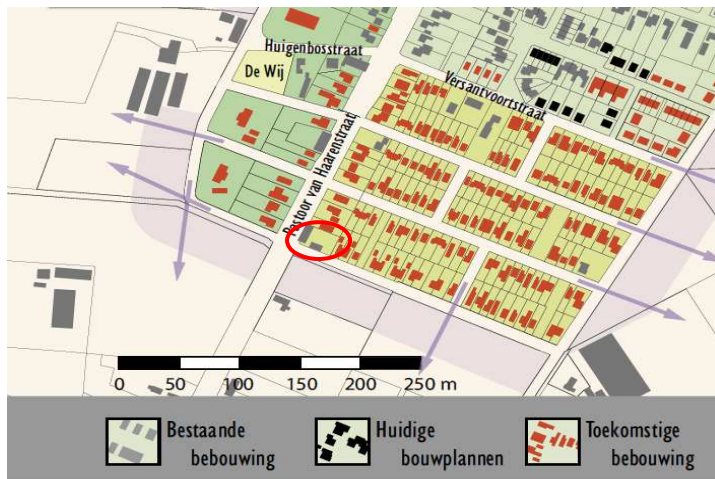 Huigenbosstraat
De Wij
Versantvoortstraat
Pastoor van Haarenstraat
0 50 100 150 200 250 m
Bestaande
bebouwing
Huidige
bouwplannen
Toekomstige
bebouwing